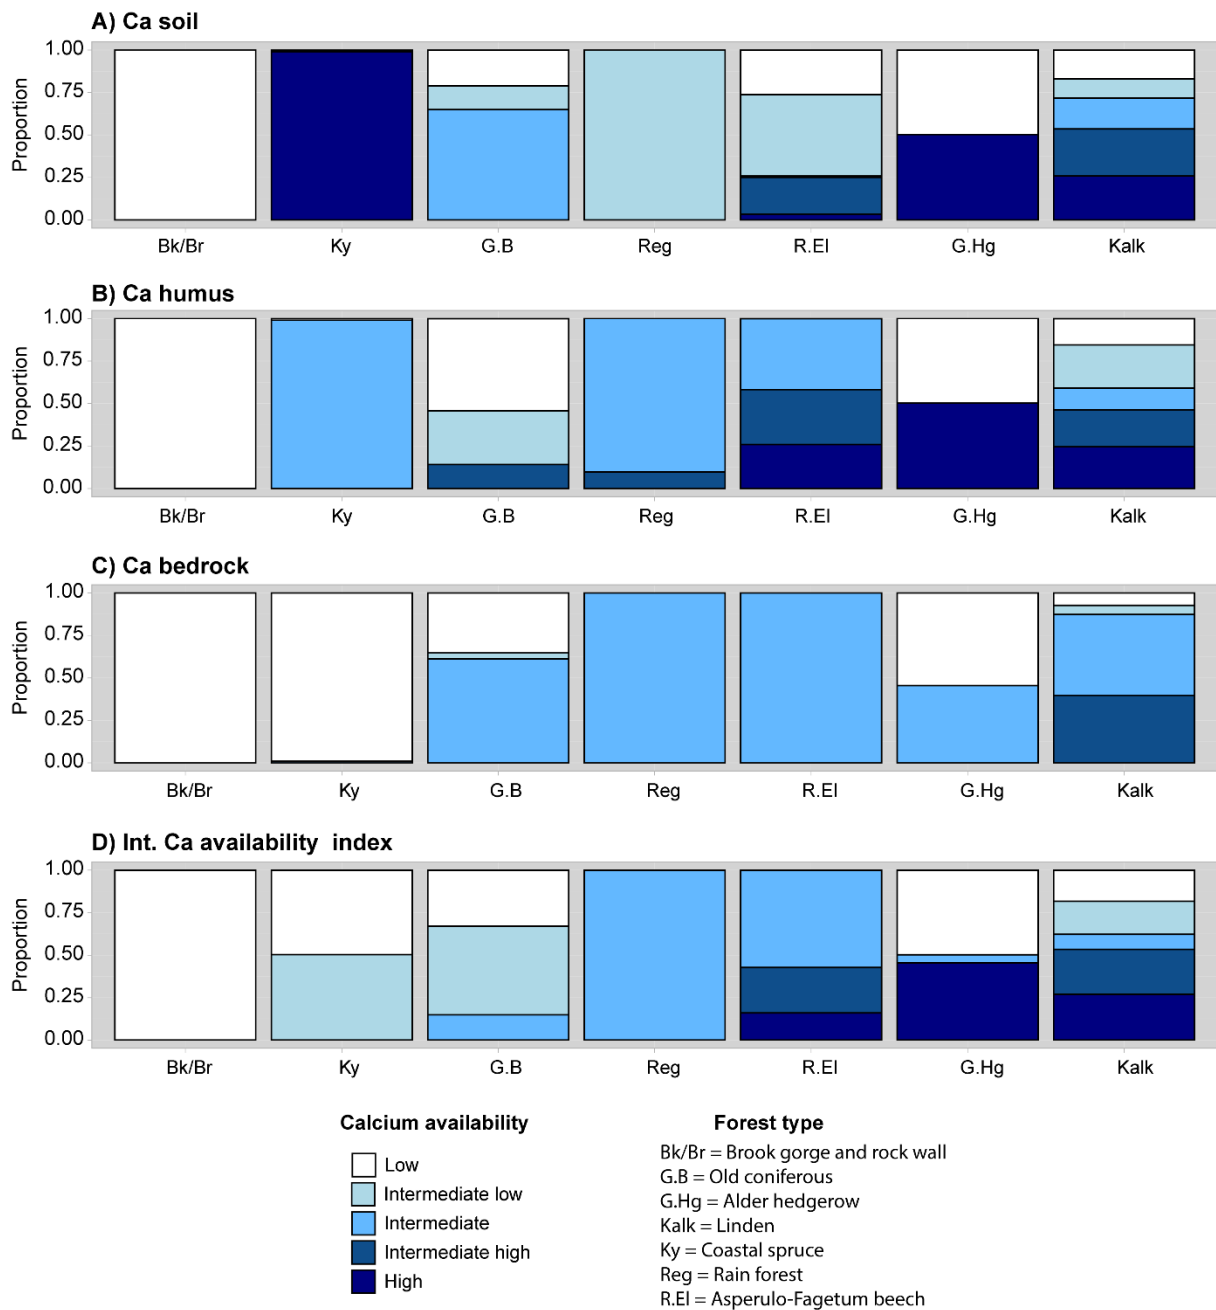 A) Ca soil
Proportion
1.00
0.75
0.50
0.25
0.00
Bk/Br Ky G.B Reg R.El G.Hg Kalk
B) Ca humus
Proportion
1.00
0.75
0.50
0.25
0.00
Bk/Br Ky G.B Reg R.El G.Hg Kalk
C) Ca bedrock
Proportion
1.00
0.75
0.50
0.25
0.00
Bk/Br Ky G.B Reg R.El G.Hg Kalk
D) Int. Ca availability index
Proportion
1.00
0.75
0.50
0.25
0.00
Bk/Br Ky G.B Reg R.El G.Hg Kalk
Calcium availability
Low
Intermediate low
Intermediate
Intermediate high
High
Forest type
Bk/Br = Brook gorge and rock wall
G.B = Old coniferous
G.Hg = Alder hedgerow
Kalk = Linden
Ky = Coastal spruce
Reg = Rain forest
R.El = Asperulo-Fagetum beech